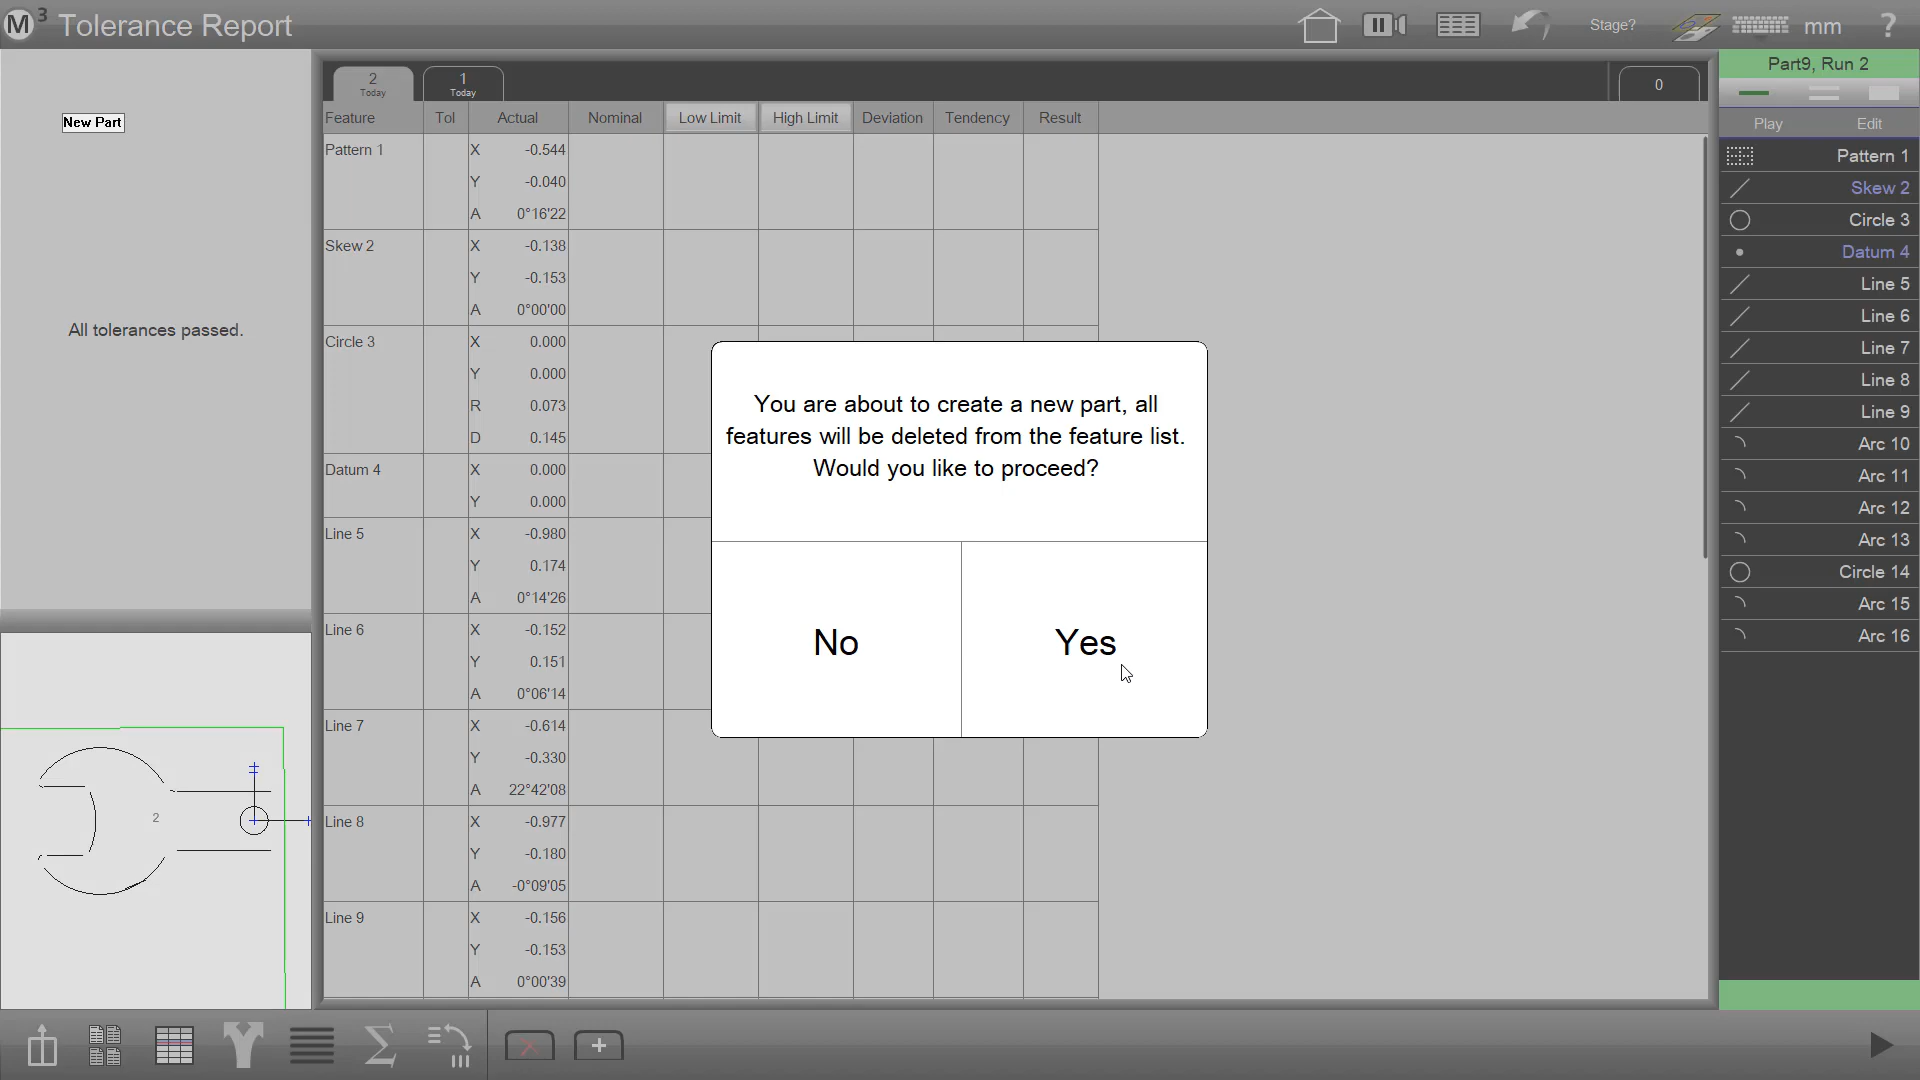 M3 Tolerance Report
Stage?
mm
?
New Part
All tolerances passed.
2
2
Today
1
Today
0
Feature Tol Actual Nominal Low Limit High Limit Deviation Tendency Result
Pattern 1 X -0.544
Y -0.040
A 0°16'22
Skew 2 X -0.138
Y -0.153
A 0°00'00
Circle 3 X 0.000
Y 0.000
R 0.073
D 0.145
Datum 4 X 0.000
Y 0.000
Line 5 X -0.980
Y 0.174
A 0°14'26
Line 6 X -0.152
Y 0.151
A 0°06'14
Line 7 X -0.614
Y -0.330
A 22°42'08
Line 8 X -0.977
Y -0.180
A -0°09'05
Line 9 X -0.156
Y -0.153
A 0°00'39
You are about to create a new part, all
features will be deleted from the feature list.
Would you like to proceed?
No
Yes
Part9, Run 2
Play Edit
Pattern 1
Skew 2
Circle 3
Datum 4
Line 5
Line 6
Line 7
Line 8
Line 9
Arc 10
Arc 11
Arc 12
Arc 13
Circle 14
Arc 15
Arc 16